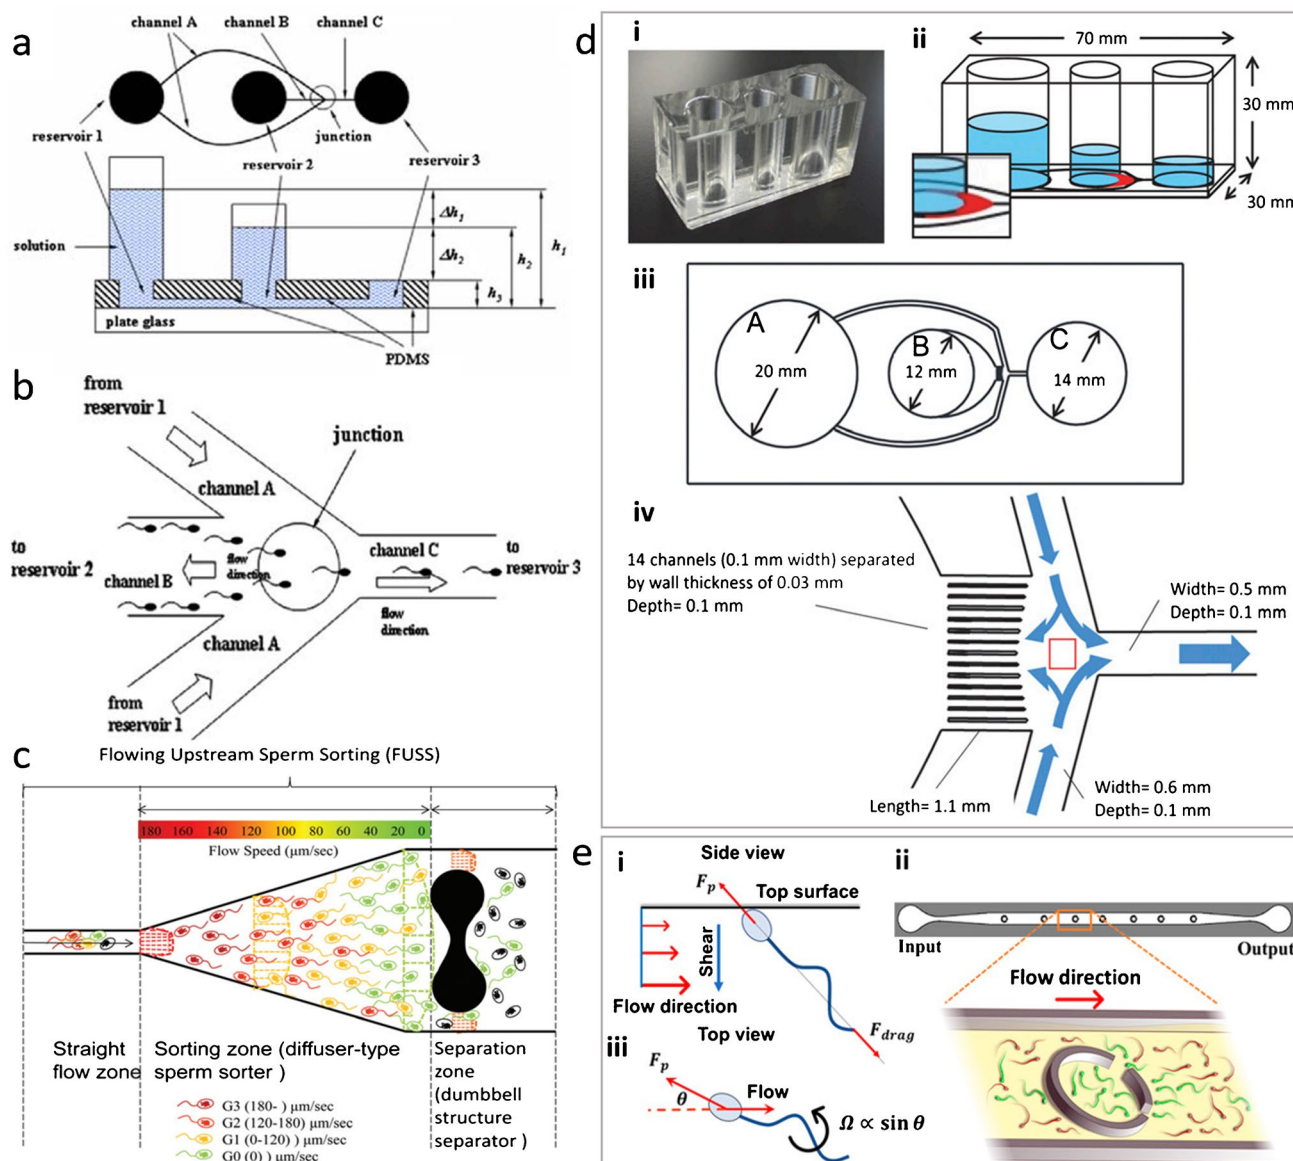 a
channel A
channel B
channel C
reservoir 1
reservoir 2
junction
reservoir 3
solution
Δh1
Δh2
h1
h2
h3
plate glass
PDMS
b
from
reservoir 1
junction
channel A
to
reservoir 2
flow
direction
channel B
channel C
to
reservoir 3
flow
direction
channel A
from
reservoir 1
c
Flowing Upstream Sperm Sorting (FUSS)
180 160 140 120 100 80 60 40 20 0
Flow Speed (μm/sec)
Straight
flow zone
Sorting zone (diffuser-type
sperm sorter )
Separation
zone
(dumbbell
structure
separator )
G3 (180- ) μm/sec
G2 (120-180) μm/sec
G1 (0-120) ) μm/sec
G0 (0) ) μm/sec
d
i
ii
70 mm
30 mm
30 mm
iii
A
20 mm
B
12 mm
C
14 mm
iv
14 channels (0.1 mm width) separated
by wall thickness of 0.03 mm
Depth= 0.1 mm
Width= 0.5 mm
Depth= 0.1 mm
Length= 1.1 mm
Width= 0.6 mm
Depth= 0.1 mm
e
i
Side view
Fp
Top surface
Shear
Flow direction
Fdrag
ii
Input
Output
Flow direction
iii
Top view
Fp
θ
Flow
Ω ∝ sin θ